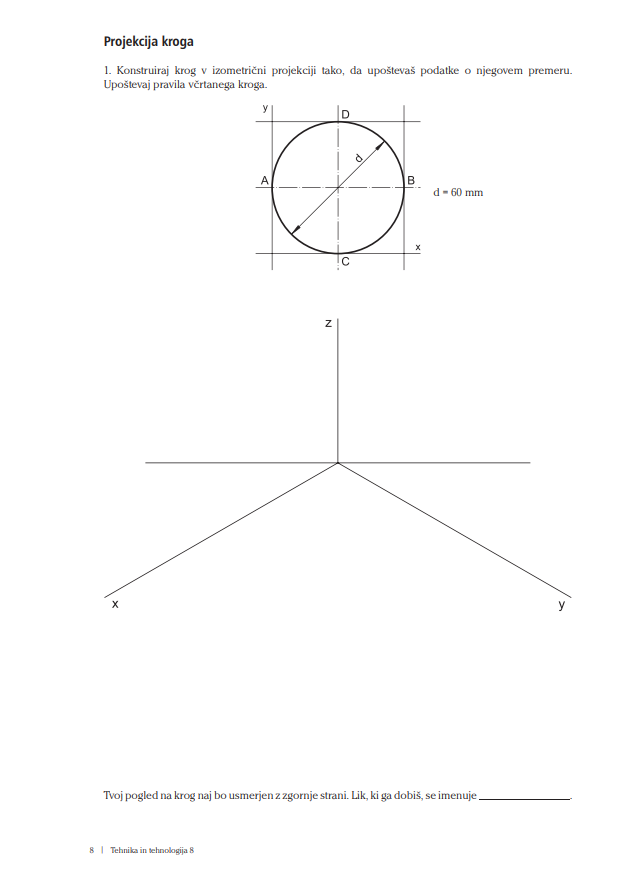 Projekcija kroga
1. Konstruiraj krog v izometrični projekciji tako, da upoštevaš podatke o njegovem premeru.
Upoštevaj pravila včrtanega kroga.
y
D
d
A
B
d = 60 mm
x
C
z
x
y
Tvoj pogled na krog naj bo usmerjen z zgornje strani. Lik, ki ga dobiš, se imenuje ________________.
8 | Tehnika in tehnologija 8